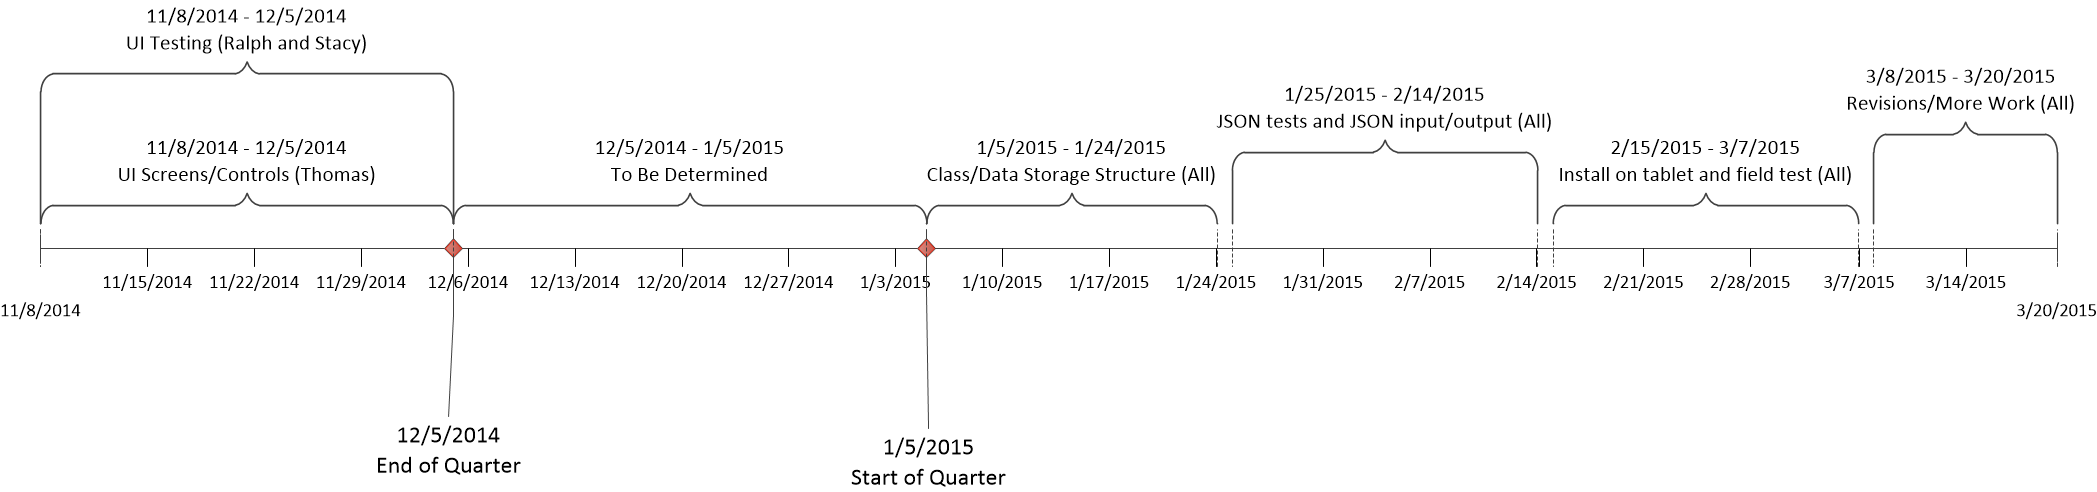 11/8/2014 - 12/5/2014
UI Testing (Ralph and Stacy)
11/8/2014 - 12/5/2014
UI Screens/Controls (Thomas)
12/5/2014 - 1/5/2015
To Be Determined
1/5/2015 - 1/24/2015
Class/Data Storage Structure (All)
1/25/2015 - 2/14/2015
JSON tests and JSON input/output (All)
2/15/2015 - 3/7/2015
Install on tablet and field test (All)
3/8/2015 - 3/20/2015
Revisions/More Work (All)
11/8/2014
11/15/2014
11/22/2014
11/29/2014
12/6/2014
12/13/2014
12/20/2014
12/27/2014
1/3/2015
1/10/2015
1/17/2015
1/24/2015
1/31/2015
2/7/2015
2/14/2015
2/21/2015
2/28/2015
3/7/2015
3/14/2015
3/20/2015
12/5/2014
End of Quarter
1/5/2015
Start of Quarter